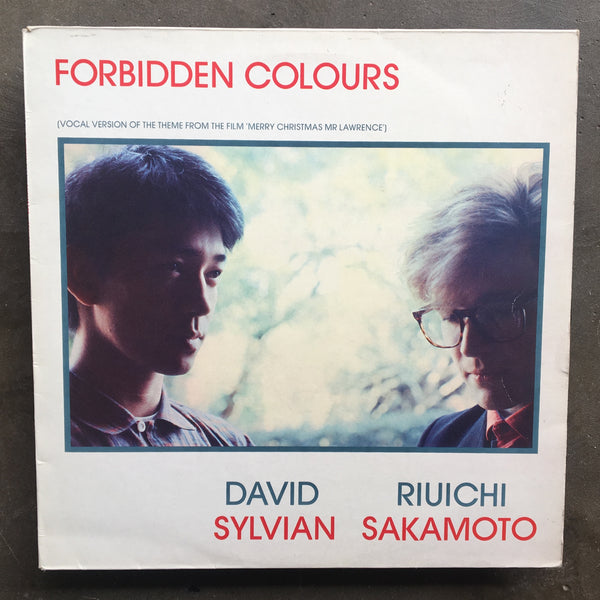 FORBIDDEN COLOURS
(VOCAL VERSION OF THE THEME FROM THE FILM 'MERRY CHRISTMAS MR LAWRENCE')
DAVID RIUICHI
SYLVIAN SAKAMOTO